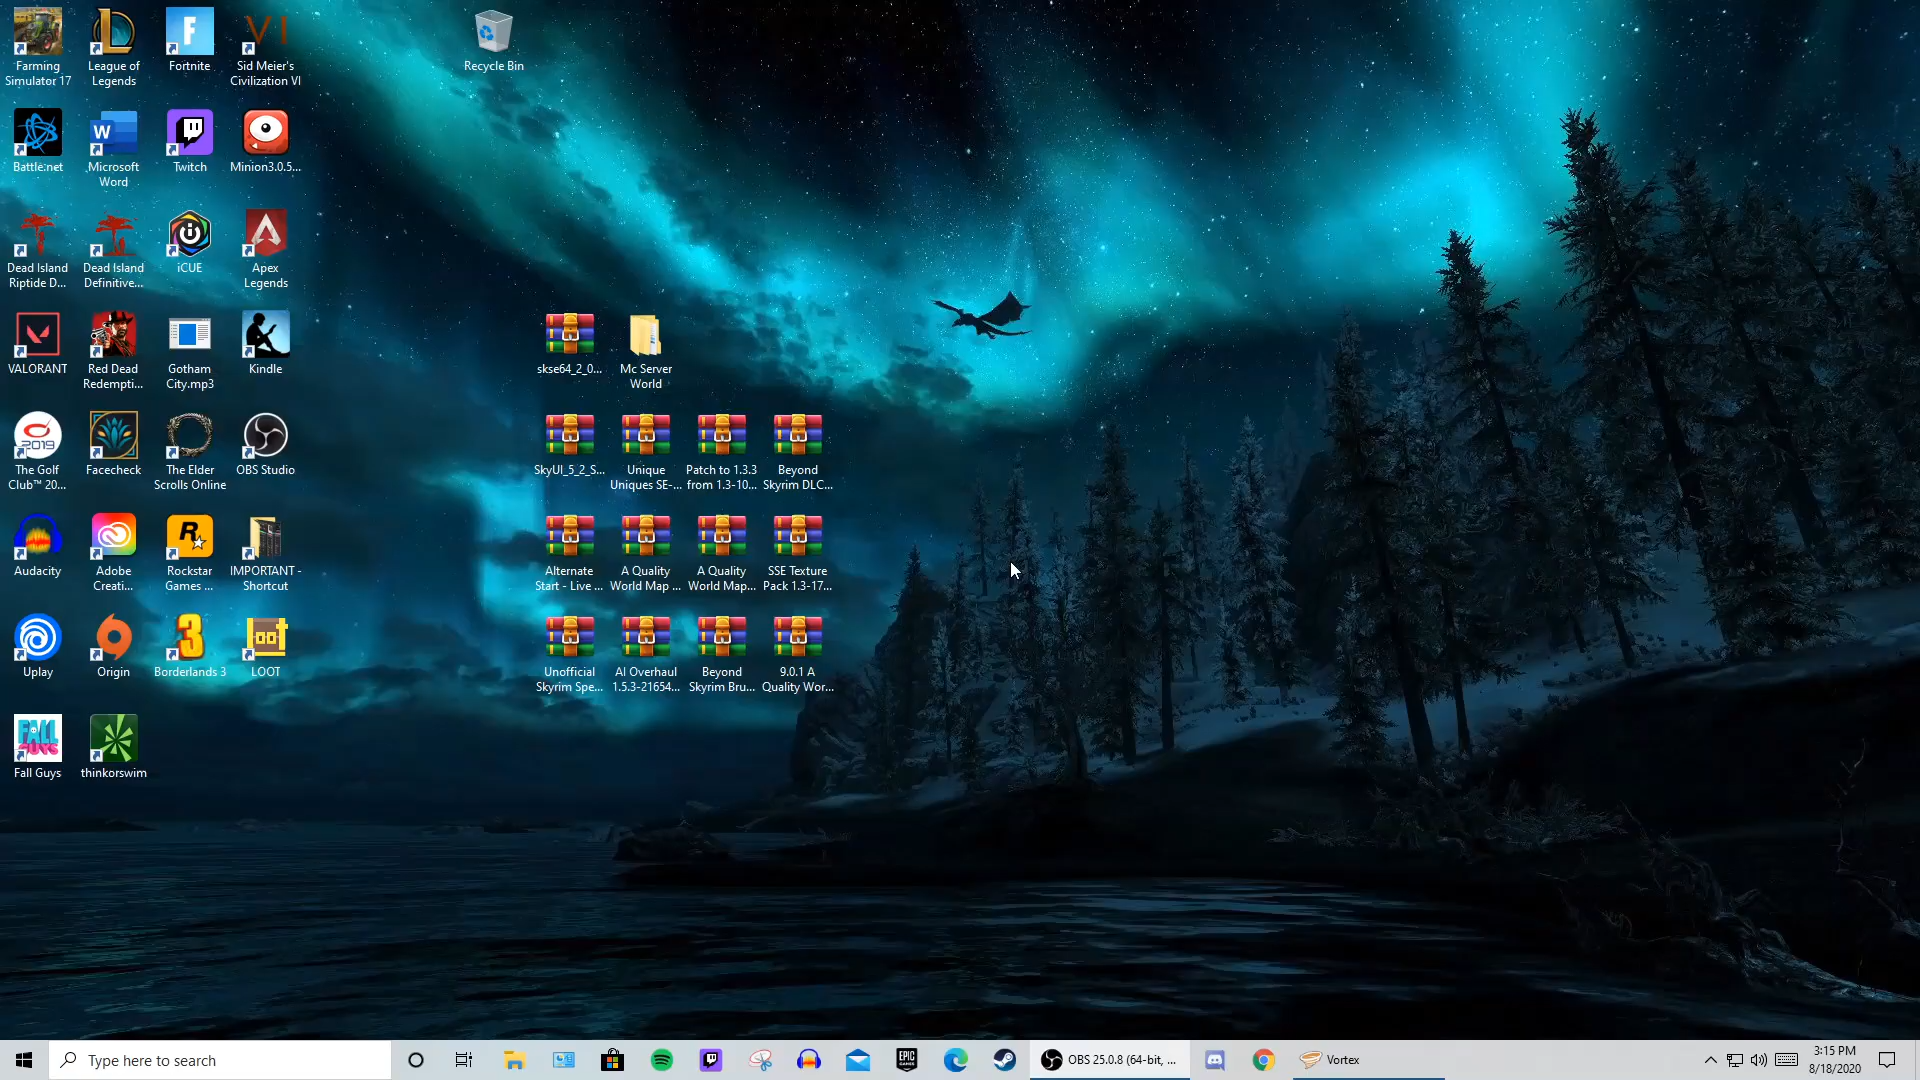 Farming
Simulator 17
League of
Legends
Fortnite
VI
Sid Meier's
Civilization VI
Recycle Bin
Battle.net
W
Microsoft
Word
Twitch
Minion3.0.5...
Dead Island
Riptide D...
Dead Island
Definitive...
iCUE
Apex
Legends
VALORANT
Red Dead
Redempti...
Gotham
City.mp3
Kindle
skse64_2_0...
Mc Server
World
2019
The Golf
Club™ 20...
Facecheck
The Elder
Scrolls Online
OBS Studio
SkyUI_5_2_S...
Unique
Uniques SE-...
Patch to 1.3.3
from 1.3-10...
Beyond
Skyrim DLC...
Audacity
Adobe
Creati...
R
Rockstar
Games ...
IMPORTANT -
Shortcut
Alternate
Start - Live ...
A Quality
World Map ...
A Quality
World Map...
SSE Texture
Pack 1.3-17...
Uplay
Origin
3
Borderlands 3
LOOT
Unofficial
Skyrim Spe...
AI Overhaul
1.5.3-21654...
Beyond
Skyrim Bru...
9.0.1 A
Quality Wor...
FALL
GUYS
Fall Guys
thinkorswim
Type here to search
EPIC
GAMES
OBS 25.0.8 (64-bit, ...
Vortex
3:15 PM
8/18/2020